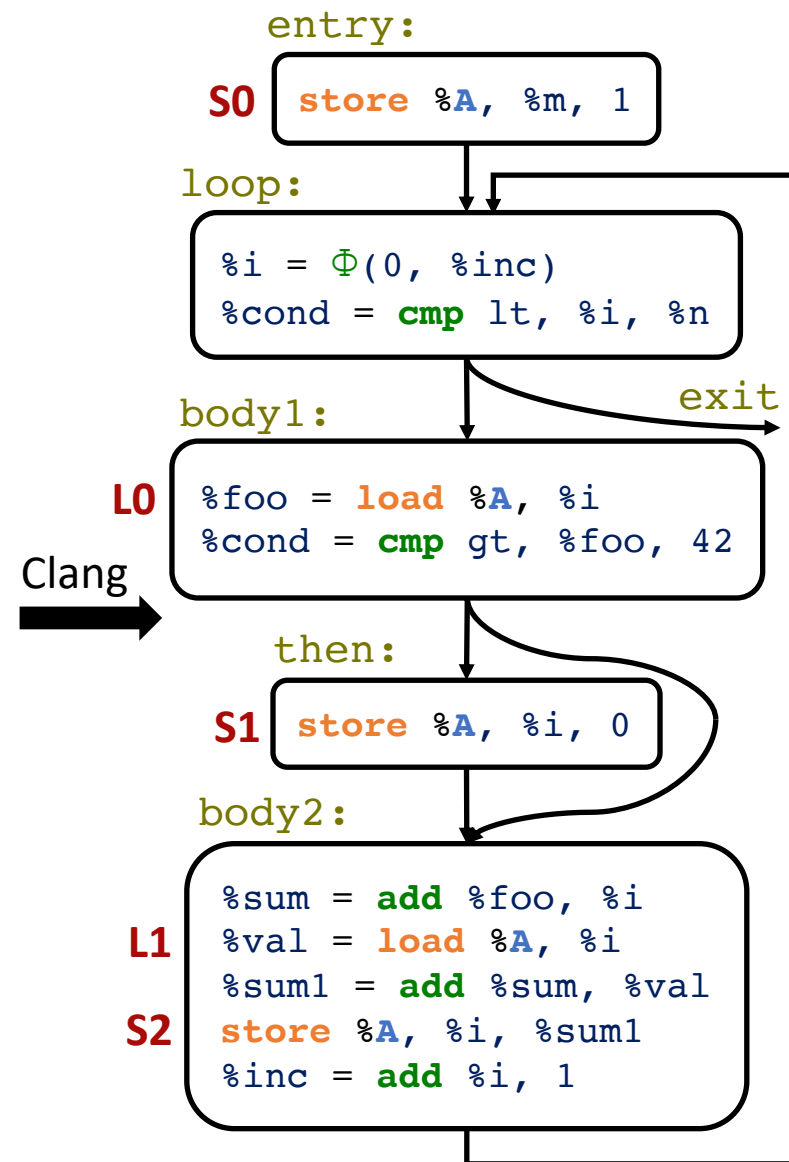 entry:
S0 store %A, %m, 1
loop:
%i = Φ(0, %inc)
%cond = cmp lt, %i, %n
exit
body1:
L0 %foo = load %A, %i
%cond = cmp gt, %foo, 42
Clang
then:
S1 store %A, %i, 0
body2:
%sum = add %foo, %i
L1 %val = load %A, %i
%sum1 = add %sum, %val
S2 store %A, %i, %sum1
%inc = add %i, 1